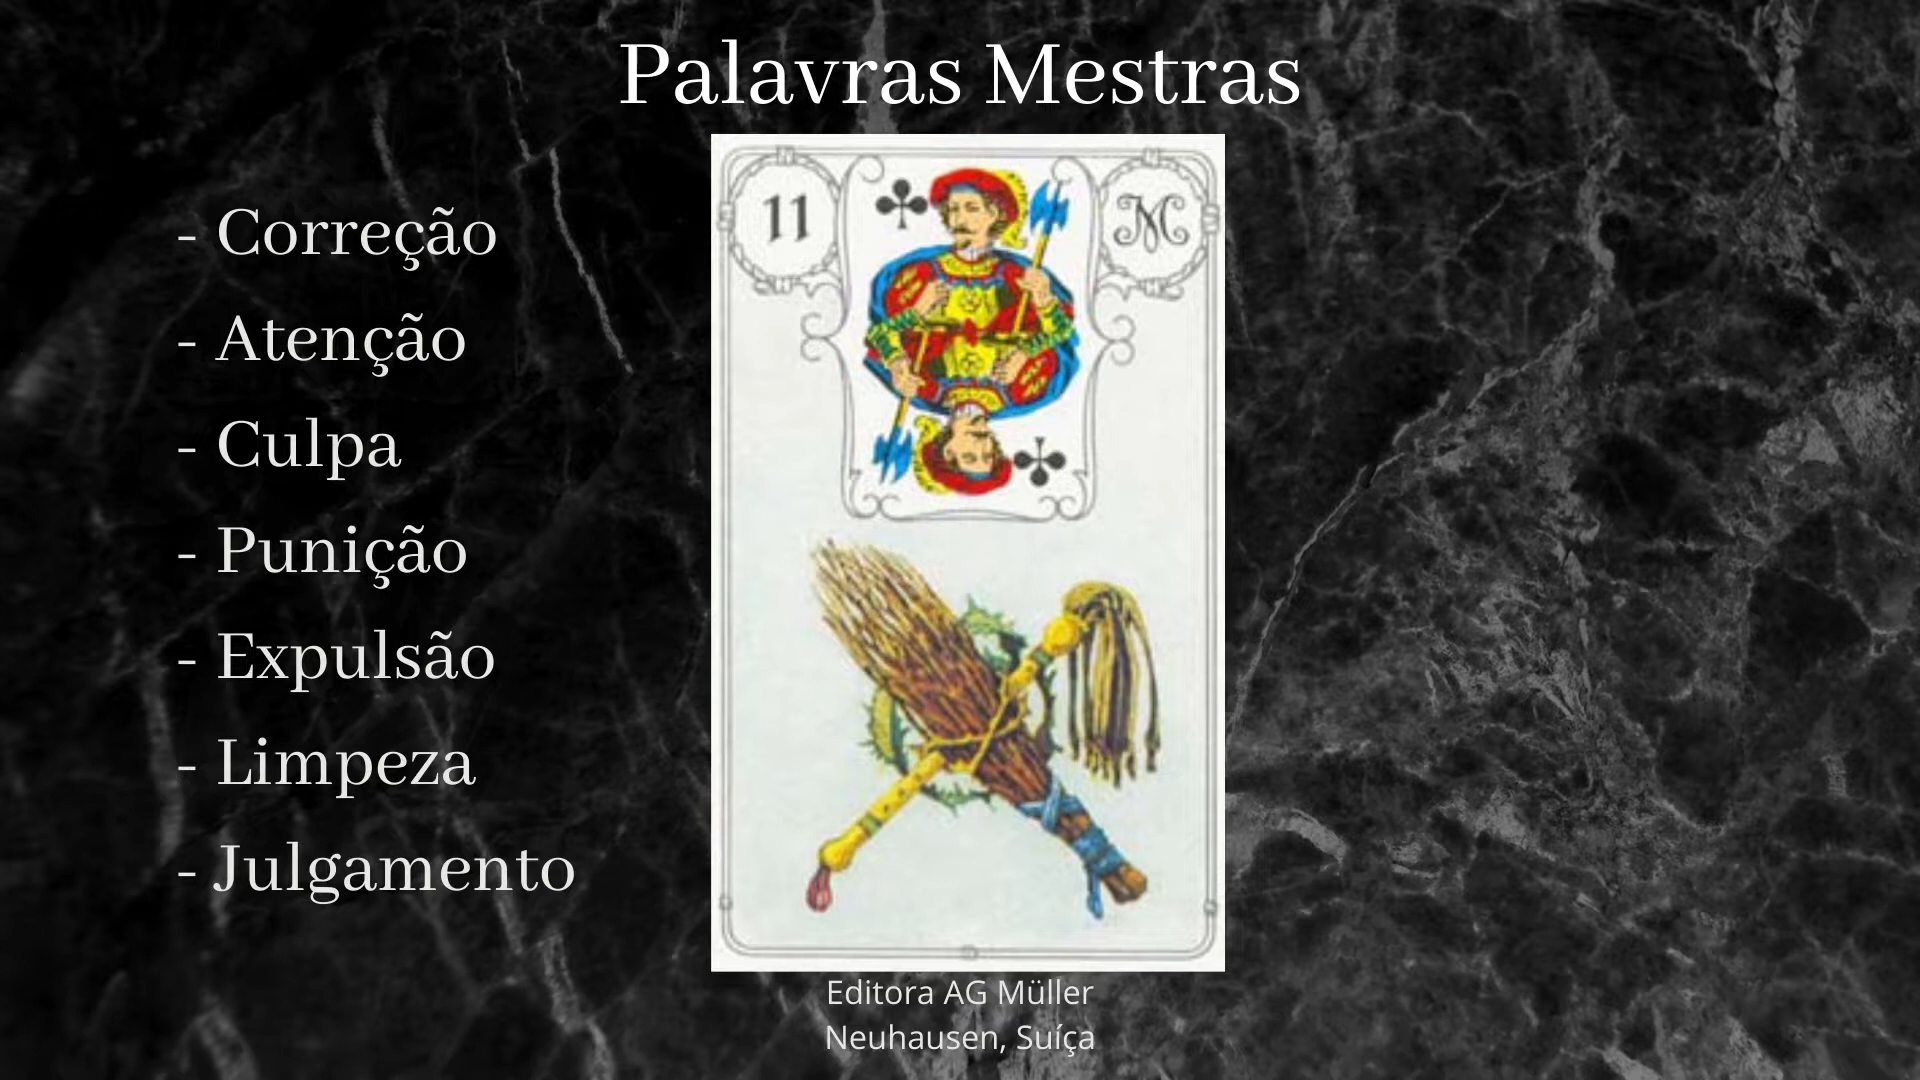 Palavras Mestras
- Correção
- Atenção
- Culpa
- Punição
- Expulsão
- Limpeza
- Julgamento
11
M
Editora AG Müller
Neuhausen, Suíça